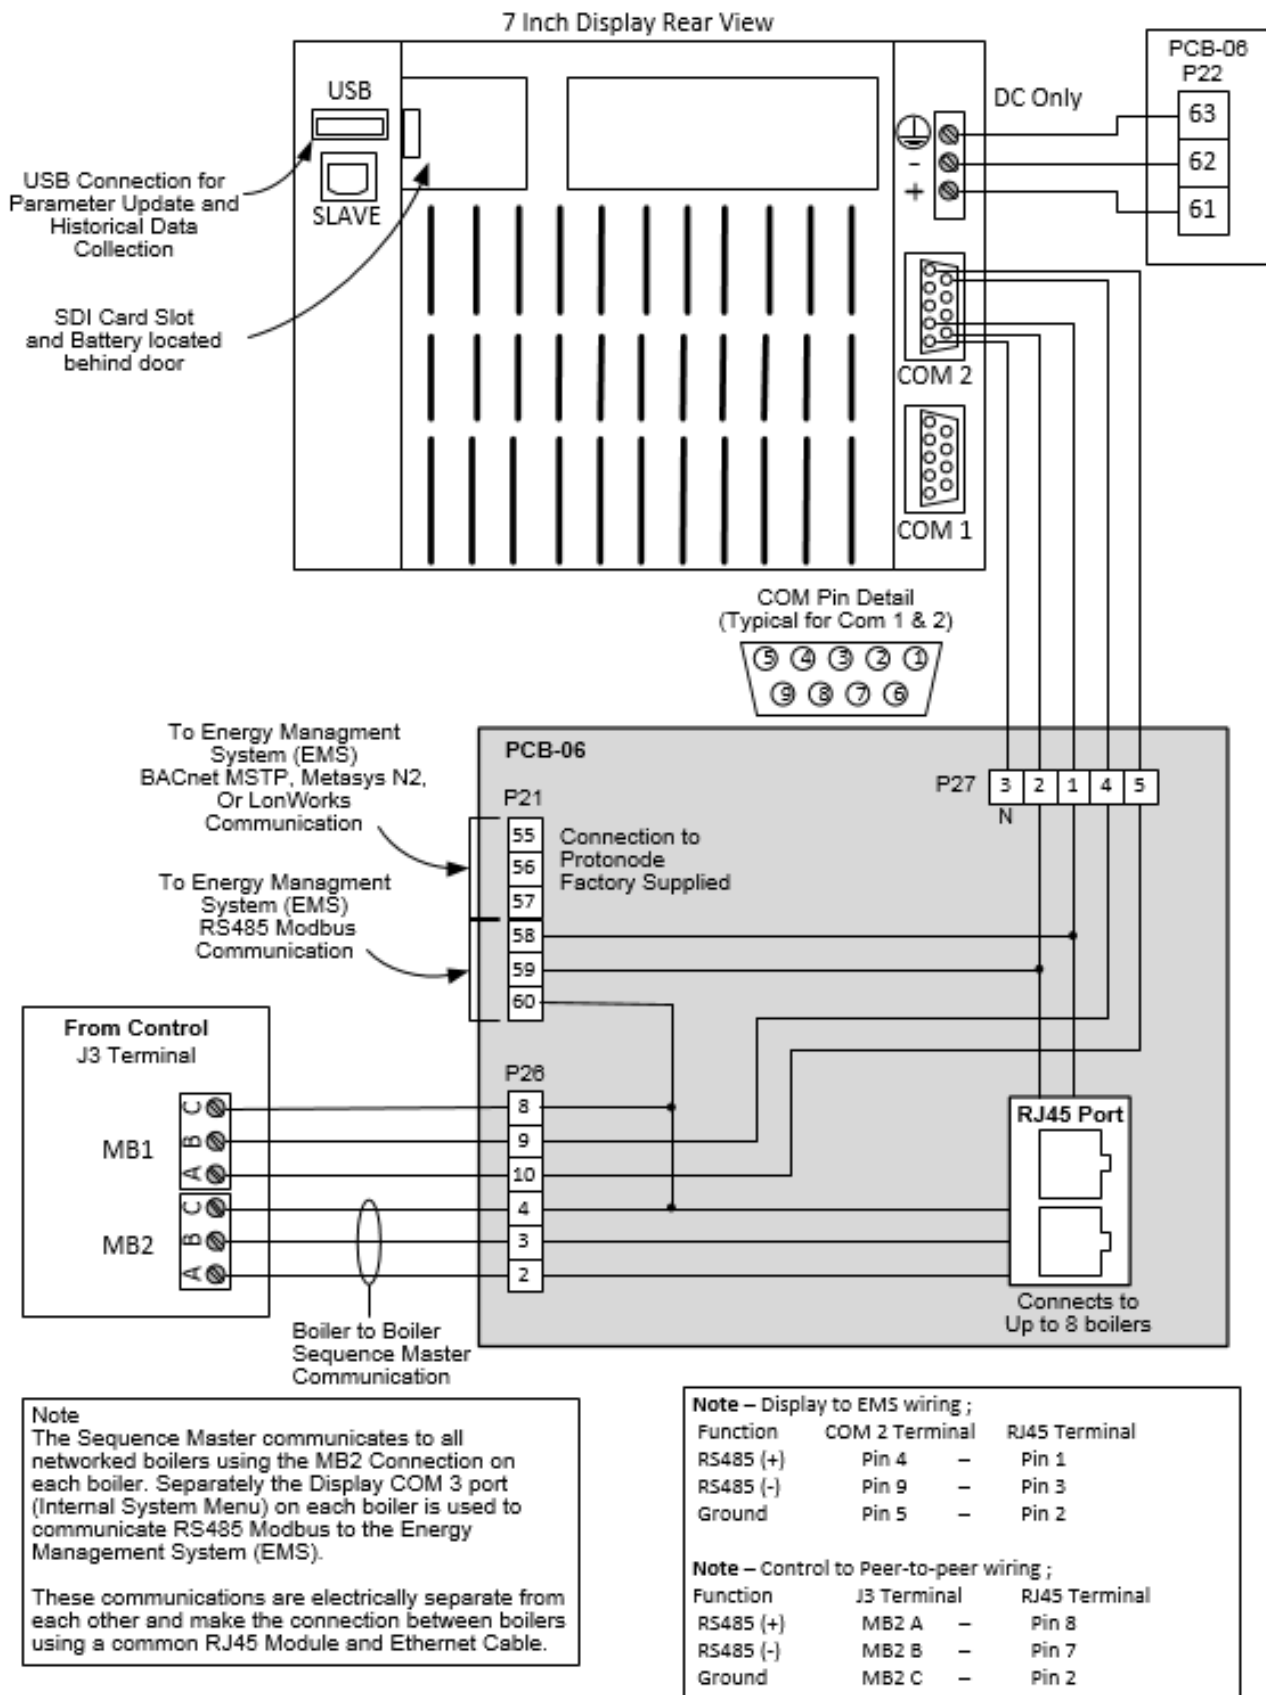 7 Inch Display Rear View
USB
SLAVE
USB Connection for
Parameter Update and
Historical Data
Collection
SDI Card Slot
and Battery located
behind door
DC Only
-
+
PCB-06
P22
63
62
61
COM 2
COM 1
COM Pin Detail
(Typical for Com 1 & 2)
5 4 3 2 1
9 8 7 6
To Energy Managment
System (EMS)
BACnet MSTP, Metasys N2,
Or LonWorks
Communication
To Energy Managment
System (EMS)
RS485 Modbus
Communication
PCB-06
P21
55
56
57
58
59
60
Connection to
Protonode
Factory Supplied
P27 3 2 1 4 5
N
From Control
J3 Terminal
MB1
C
B
A
MB2
C
B
A
P26
8
9
10
4
3
2
RJ45 Port
Connects to
Up to 8 boilers
Boiler to Boiler
Sequence Master
Communication
Note
The Sequence Master communicates to all
networked boilers using the MB2 Connection on
each boiler. Separately the Display COM 3 port
(Internal System Menu) on each boiler is used to
communicate RS485 Modbus to the Energy
Management System (EMS).
These communications are electrically separate from
each other and make the connection between boilers
using a common RJ45 Module and Ethernet Cable.
Note – Display to EMS wiring ;
Function COM 2 Terminal RJ45 Terminal
RS485 (+) Pin 4 – Pin 1
RS485 (-) Pin 9 – Pin 3
Ground Pin 5 – Pin 2
Note – Control to Peer-to-peer wiring ;
Function J3 Terminal RJ45 Terminal
RS485 (+) MB2 A – Pin 8
RS485 (-) MB2 B – Pin 7
Ground MB2 C – Pin 2